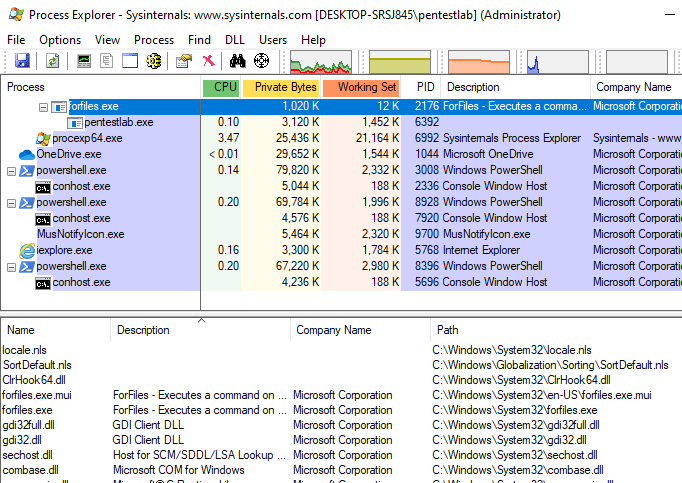 Process Explorer - Sysinternals: www.sysinternals.com [DESKTOP-SRSJ845\pentestlab] (Administrator)
File Options View Process Find DLL Users Help
Process CPU Private Bytes Working Set PID Description Company Name
forfiles.exe 1,020 K 12 K 2176 ForFiles - Executes a comma... Microsoft Corporatio
pentestlab.exe 0.10 3,120 K 1,452 K 6392
procexp64.exe 3.47 25,436 K 21,164 K 6992 Sysinternals Process Explorer Sysinternals - www
OneDrive.exe < 0.01 29,652 K 1,544 K 1044 Microsoft OneDrive Microsoft Corporatio
powershell.exe 0.14 79,820 K 2,332 K 3008 Windows PowerShell Microsoft Corporatio
conhost.exe 5,044 K 188 K 2336 Console Window Host Microsoft Corporatio
powershell.exe 0.20 69,784 K 1,996 K 8928 Windows PowerShell Microsoft Corporatio
conhost.exe 4,576 K 188 K 7920 Console Window Host Microsoft Corporatio
MusNotifyIcon.exe 5,464 K 2,320 K 9700 MusNotifyIcon.exe Microsoft Corporatio
iexplore.exe 0.16 3,300 K 1,784 K 5768 Internet Explorer Microsoft Corporatio
powershell.exe 0.20 67,220 K 2,980 K 8396 Windows PowerShell Microsoft Corporatio
conhost.exe 4,236 K 188 K 5696 Console Window Host Microsoft Corporatio
Name Description Company Name Path
locale.nls C:\Windows\System32\locale.nls
SortDefault.nls C:\Windows\Globalization\Sorting\SortDefault.nls
ClrHook64.dll C:\Windows\System32\ClrHook64.dll
forfiles.exe.mui ForFiles - Executes a command on ... Microsoft Corporation C:\Windows\System32\en-US\forfiles.exe.mui
forfiles.exe ForFiles - Executes a command on ... Microsoft Corporation C:\Windows\System32\forfiles.exe
gdi32full.dll GDI Client DLL Microsoft Corporation C:\Windows\System32\gdi32full.dll
gdi32.dll GDI Client DLL Microsoft Corporation C:\Windows\System32\gdi32.dll
sechost.dll Host for SCM/SDDL/LSA Lookup ... Microsoft Corporation C:\Windows\System32\sechost.dll
combase.dll Microsoft COM for Windows Microsoft Corporation C:\Windows\System32\combase.dll